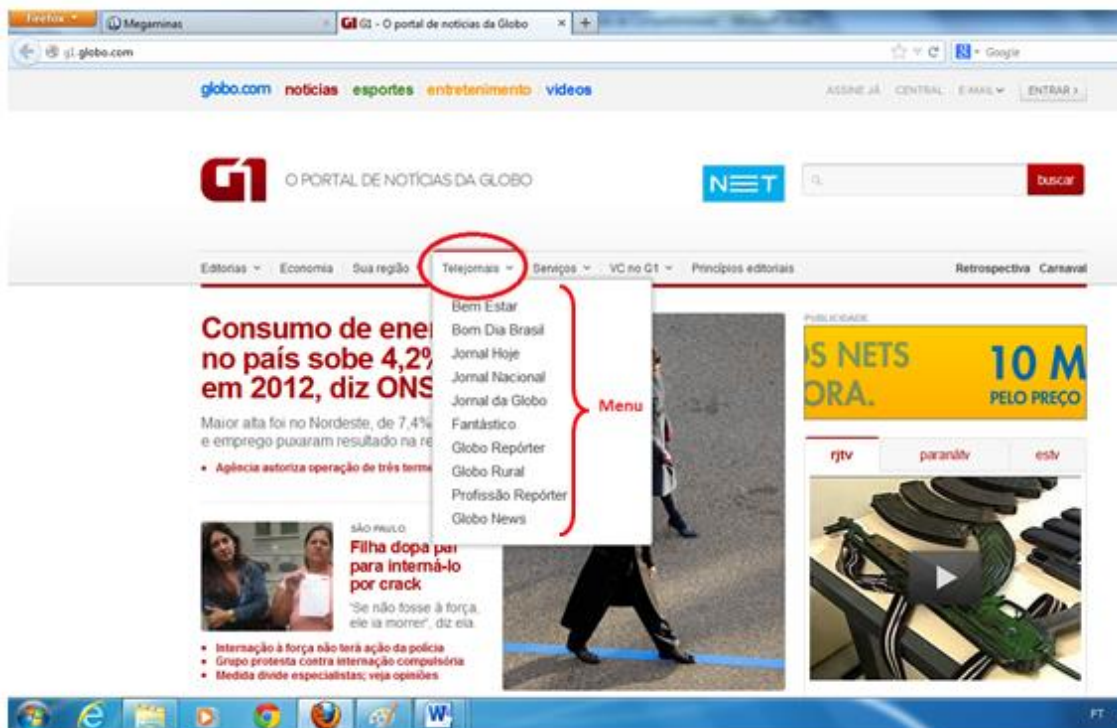 Firefox
Megaminas
G1 G1 - O portal de notícias da Globo
g1.globo.com
Google
globo.com notícias esportes entretenimento vídeos
ASSINE JÁ CENTRAL E-MAIL ENTRAR
G1 O PORTAL DE NOTÍCIAS DA GLOBO
NET
buscar
Editorias Economia Sua região Telejornais Serviços VC no G1 Princípios editoriais
Retrospectiva Carnaval
Bem Estar
Bom Dia Brasil
Jornal Hoje
Jornal Nacional
Jornal da Globo
Fantástico
Globo Repórter
Globo Rural
Profissão Repórter
Globo News
Menu
Consumo de ener
no país sobe 4,2%
em 2012, diz ONS
Maior alta foi no Nordeste, de 7,4%
e emprego puxaram resultado na re
Agência autoriza operação de três term
SÃO PAULO
Filha dopa pai
para interná-lo
por crack
"Se não fosse à força,
ele ia morrer", diz ela
Internação à força não terá ação da polícia
Grupo protesta contra internação compulsória
Medida divide especialistas; veja opiniões
PUBLICIDADE
OS NETS
ORA.
10 M
PELO PREÇO
rjtv paranátv estv
W
PT